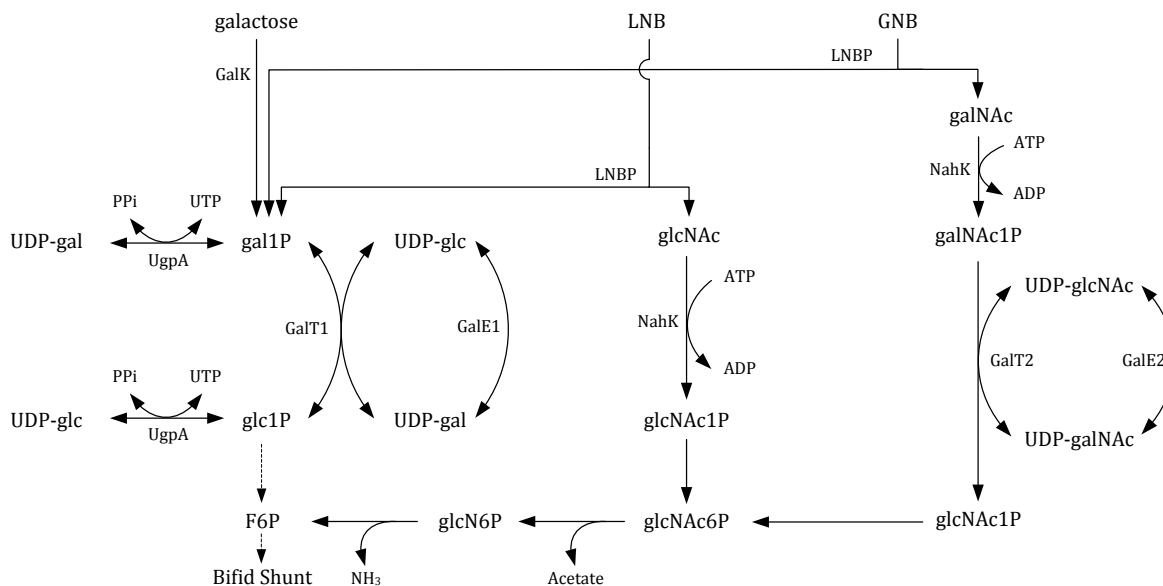 galactose LNB GNB
LNBP
GalK
galNAc
ATP
NahK
ADP
LNBP
PPi UTP
UDP-gal gal1P UDP-glc glcNAc galNAc1P
UgpA
ATP UDP-glcNAc
GalT1 GalE1 NahK
GalT2 GalE2
PPi UTP ADP
UDP-glc glc1P UDP-gal glcNAc1P
UgpA
UDP-galNAc
F6P glcN6P glcNAc6P glcNAc1P
Bifid Shunt NH₃ Acetate